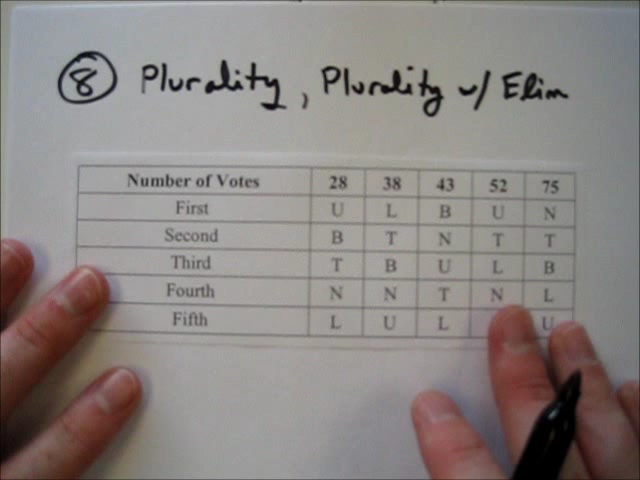 8 Plurality, Plurality w/ Elim
Number of Votes 28 38 43 52 75
First U L B U N
Second B T N T T
Third T B U L B
Fourth N N T N L
Fifth L U L U